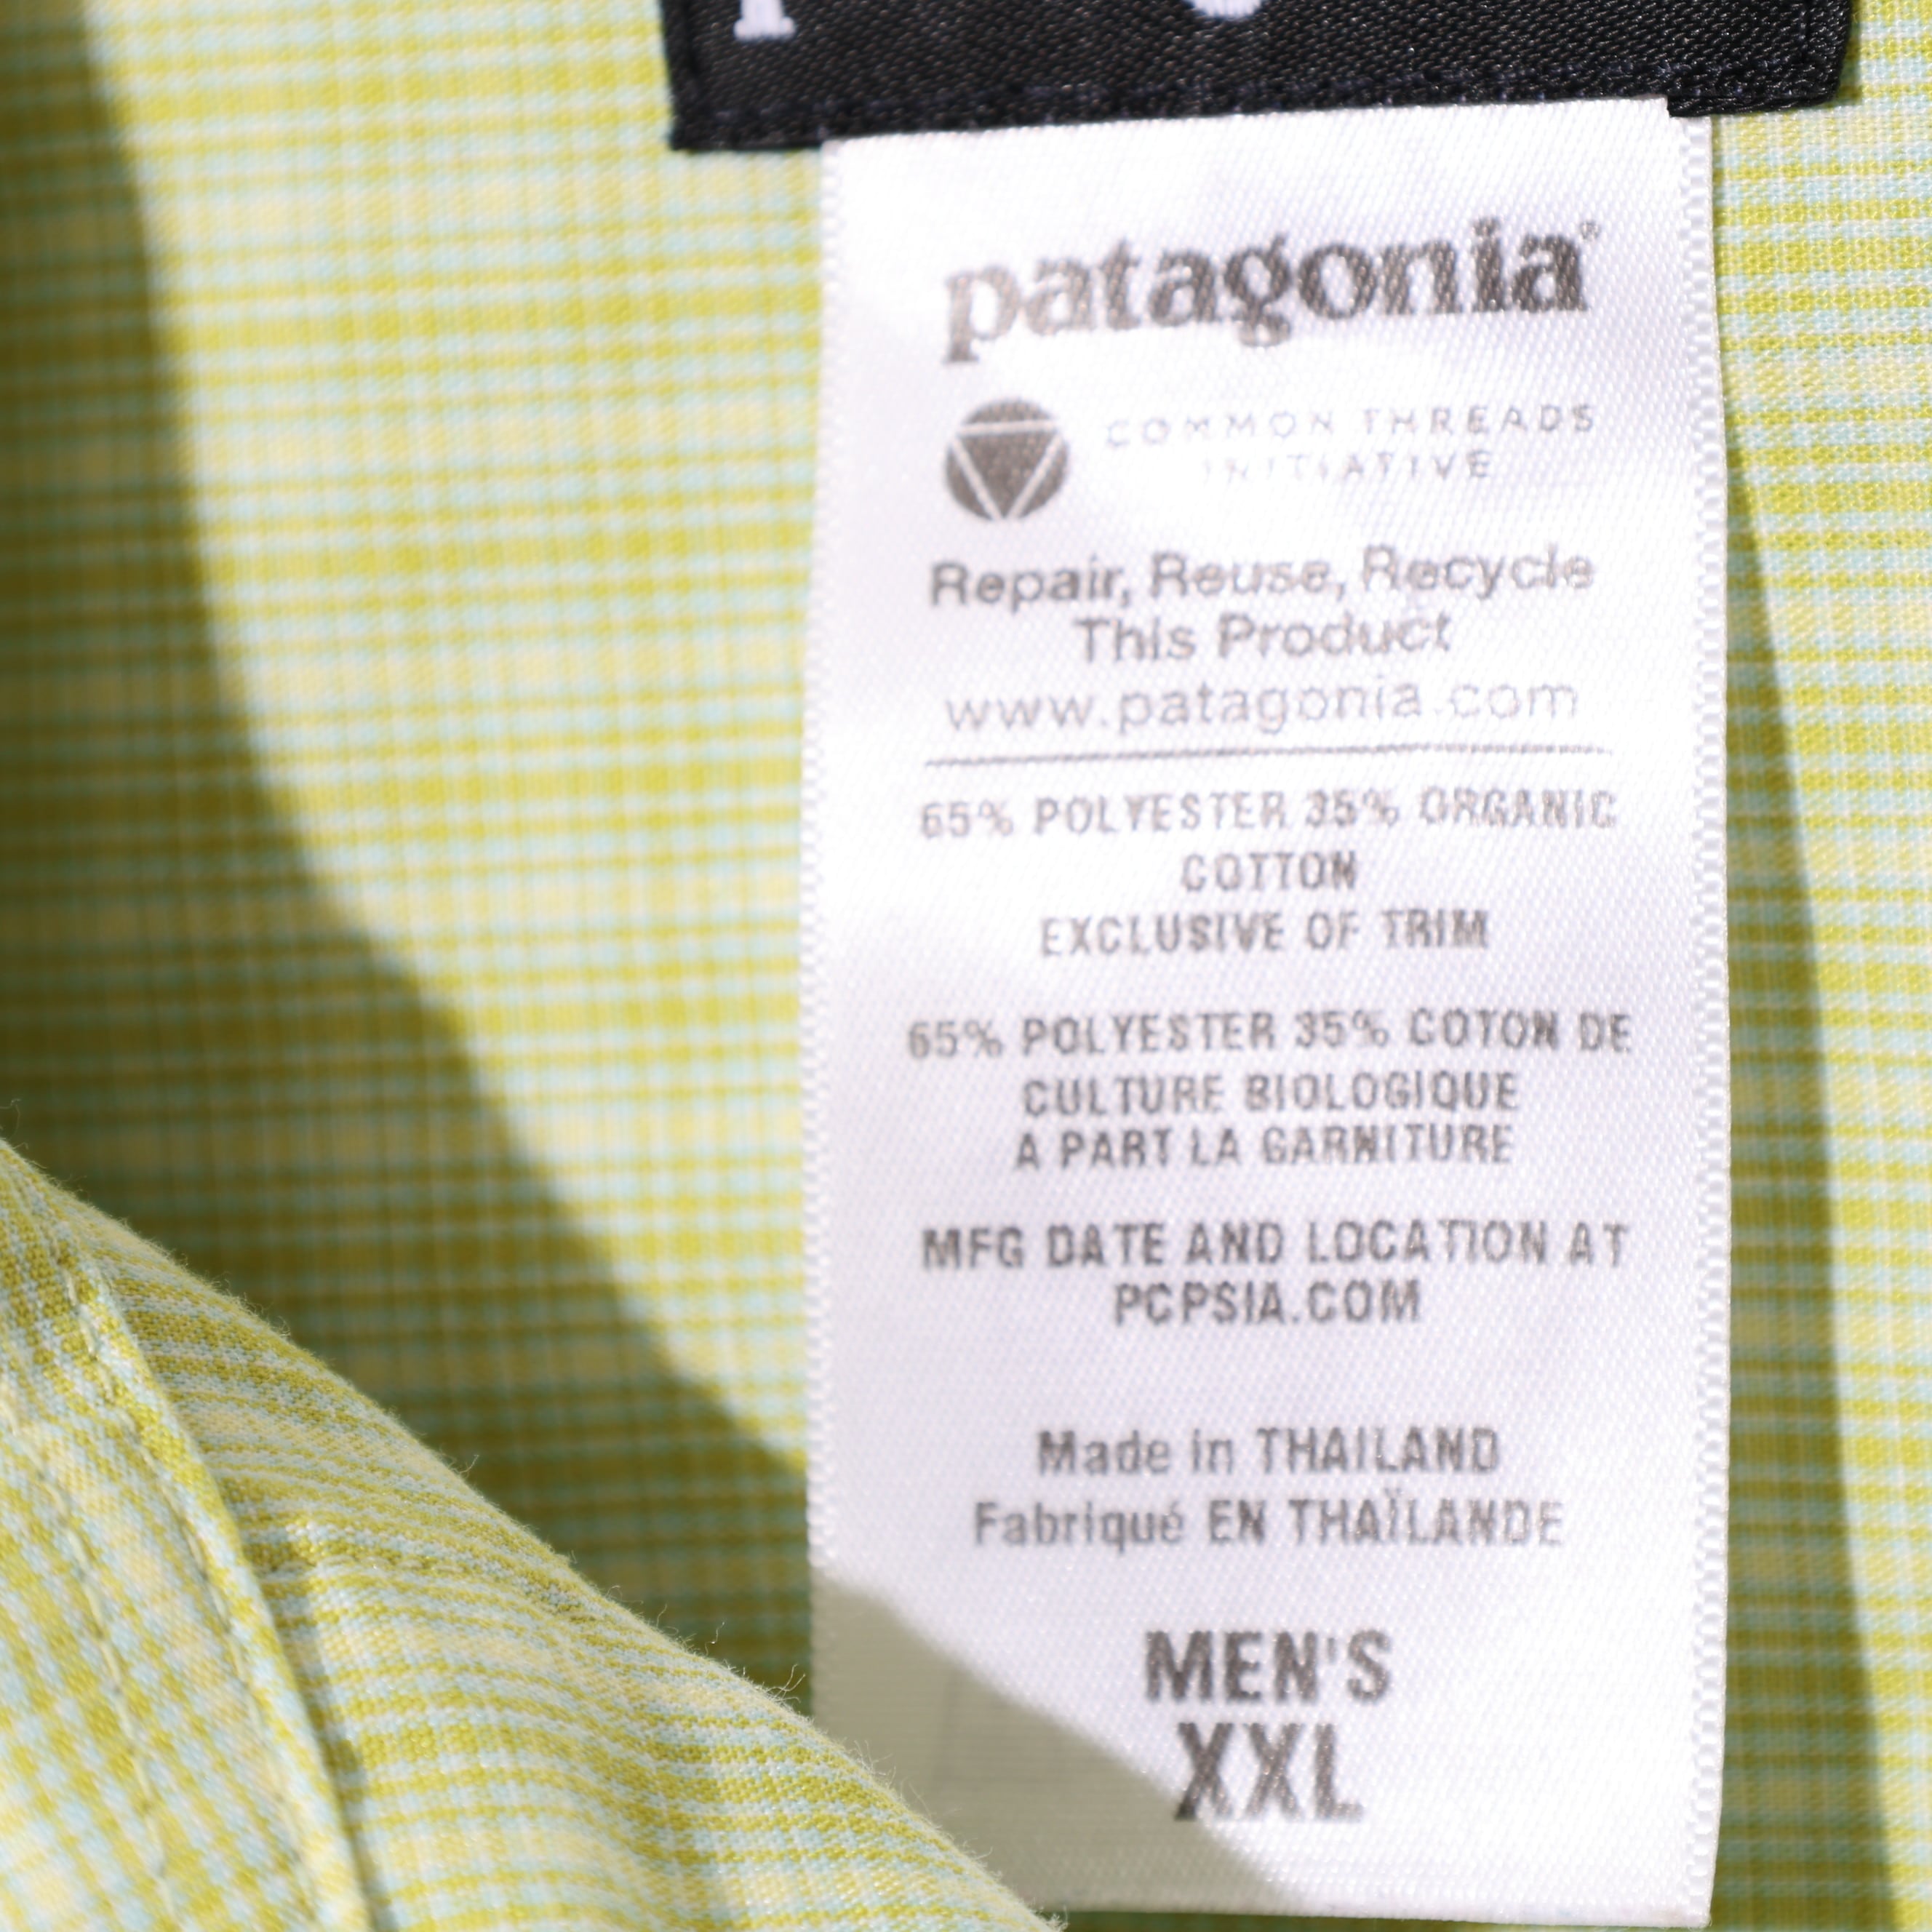 patagonia®
COMMON THREADS
INITIATIVE
Repair, Reuse, Recycle
This Product
www.patagonia.com
65% POLYESTER 35% ORGANIC
COTTON
EXCLUSIVE OF TRIM
65% POLYESTER 35% COTON DE
CULTURE BIOLOGIQUE
A PART LA GARNITURE
MFG DATE AND LOCATION AT
PCPSIA.COM
Made in THAILAND
Fabriqué EN THAÏLANDE
MEN'S
XXL